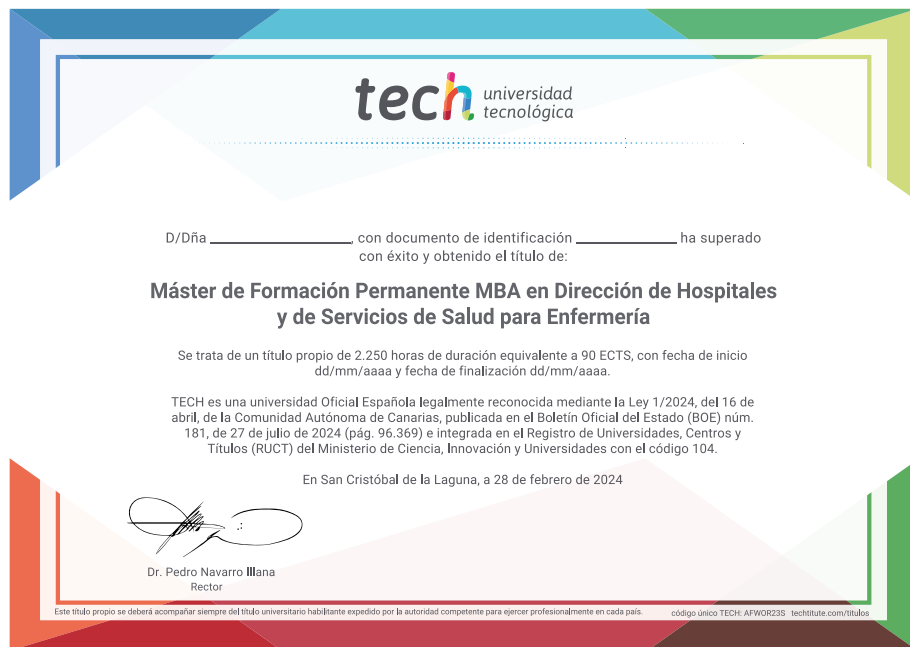 tech universidad
tecnológica
D/Dña ____________________, con documento de identificación ______________ ha superado
con éxito y obtenido el título de:
Máster de Formación Permanente MBA en Dirección de Hospitales
y de Servicios de Salud para Enfermería
Se trata de un título propio de 2.250 horas de duración equivalente a 90 ECTS, con fecha de inicio
dd/mm/aaaa y fecha de finalización dd/mm/aaaa.
TECH es una universidad Oficial Española legalmente reconocida mediante la Ley 1/2024, del 16 de
abril, de la Comunidad Autónoma de Canarias, publicada en el Boletín Oficial del Estado (BOE) núm.
181, de 27 de julio de 2024 (pág. 96.369) e integrada en el Registro de Universidades, Centros y
Títulos (RUCT) del Ministerio de Ciencia, Innovación y Universidades con el código 104.
En San Cristóbal de la Laguna, a 28 de febrero de 2024
Dr. Pedro Navarro Illana
Rector
Este título propio se deberá acompañar siempre del título universitario habilitante expedido por la autoridad competente para ejercer profesionalmente en cada país. código único TECH: AFWOR23S techtitute.com/titulos